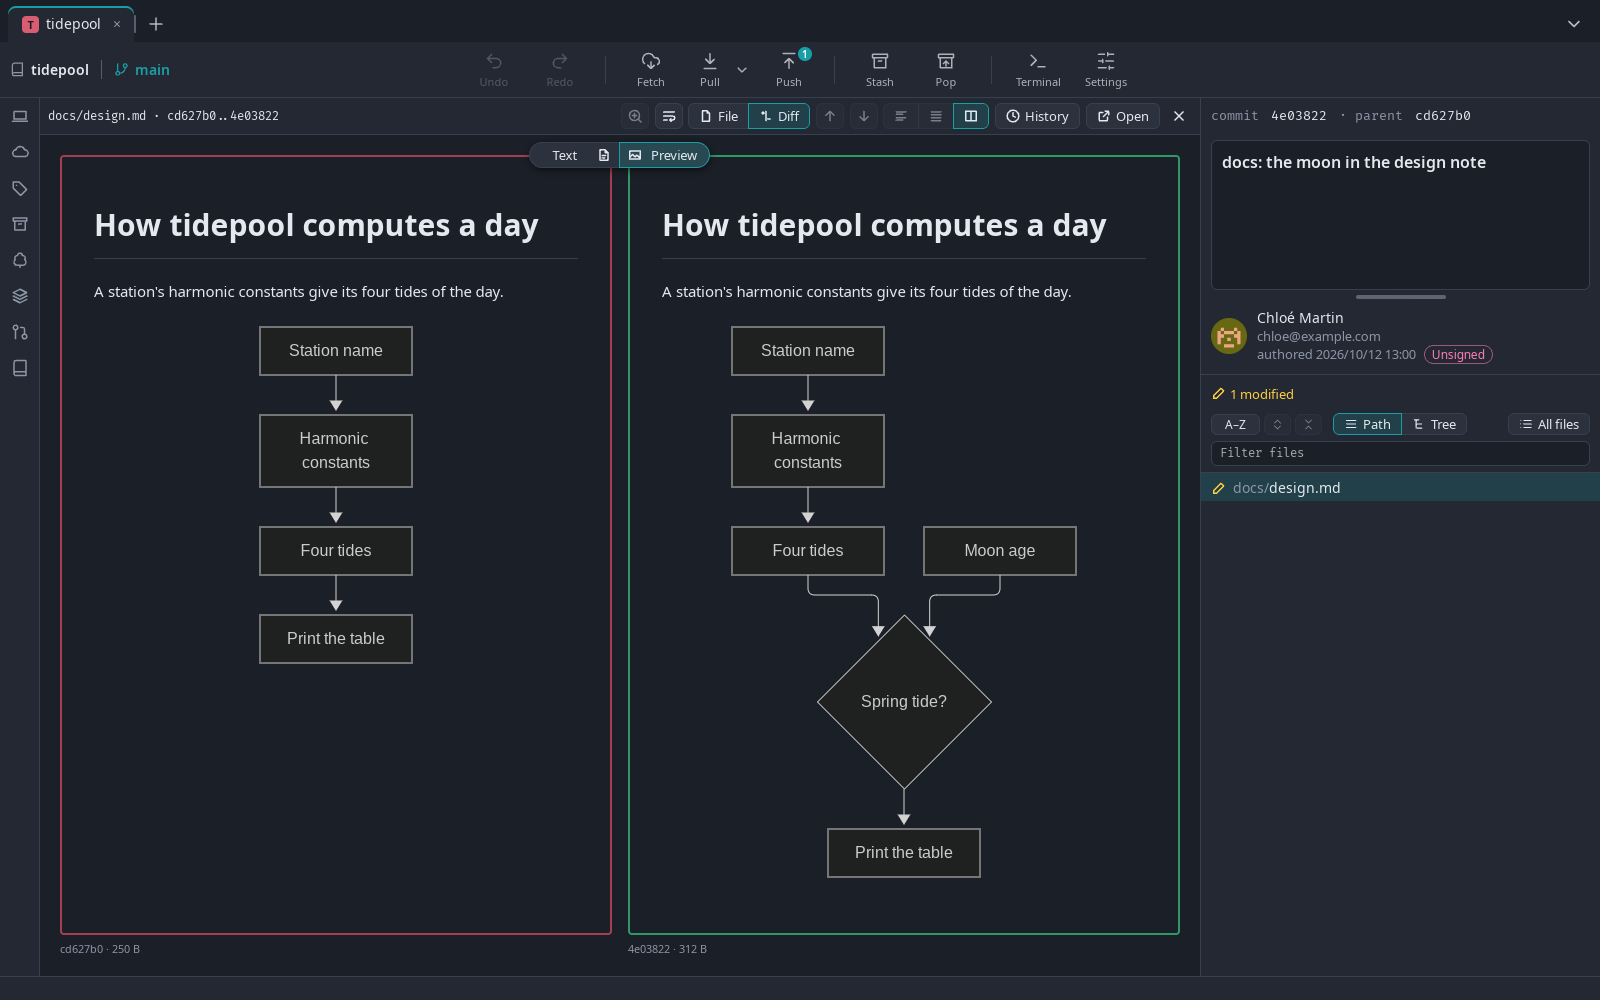 T tidepool
tidepool main
Undo Redo Fetch Pull Push 1 Stash Pop Terminal Settings
docs/design.md · cd627b0..4e03822
File Diff History Open
Text Preview
How tidepool computes a day
A station's harmonic constants give its four tides of the day.
Station name
Harmonic
constants
Four tides
Print the table
cd627b0 · 250 B
How tidepool computes a day
A station's harmonic constants give its four tides of the day.
Station name
Harmonic
constants
Four tides
Moon age
Spring tide?
Print the table
4e03822 · 312 B
commit 4e03822 · parent cd627b0
docs: the moon in the design note
Chloé Martin
chloe@example.com
authored 2026/10/12 13:00 Unsigned
1 modified
A–Z Path Tree All files
Filter files
docs/design.md